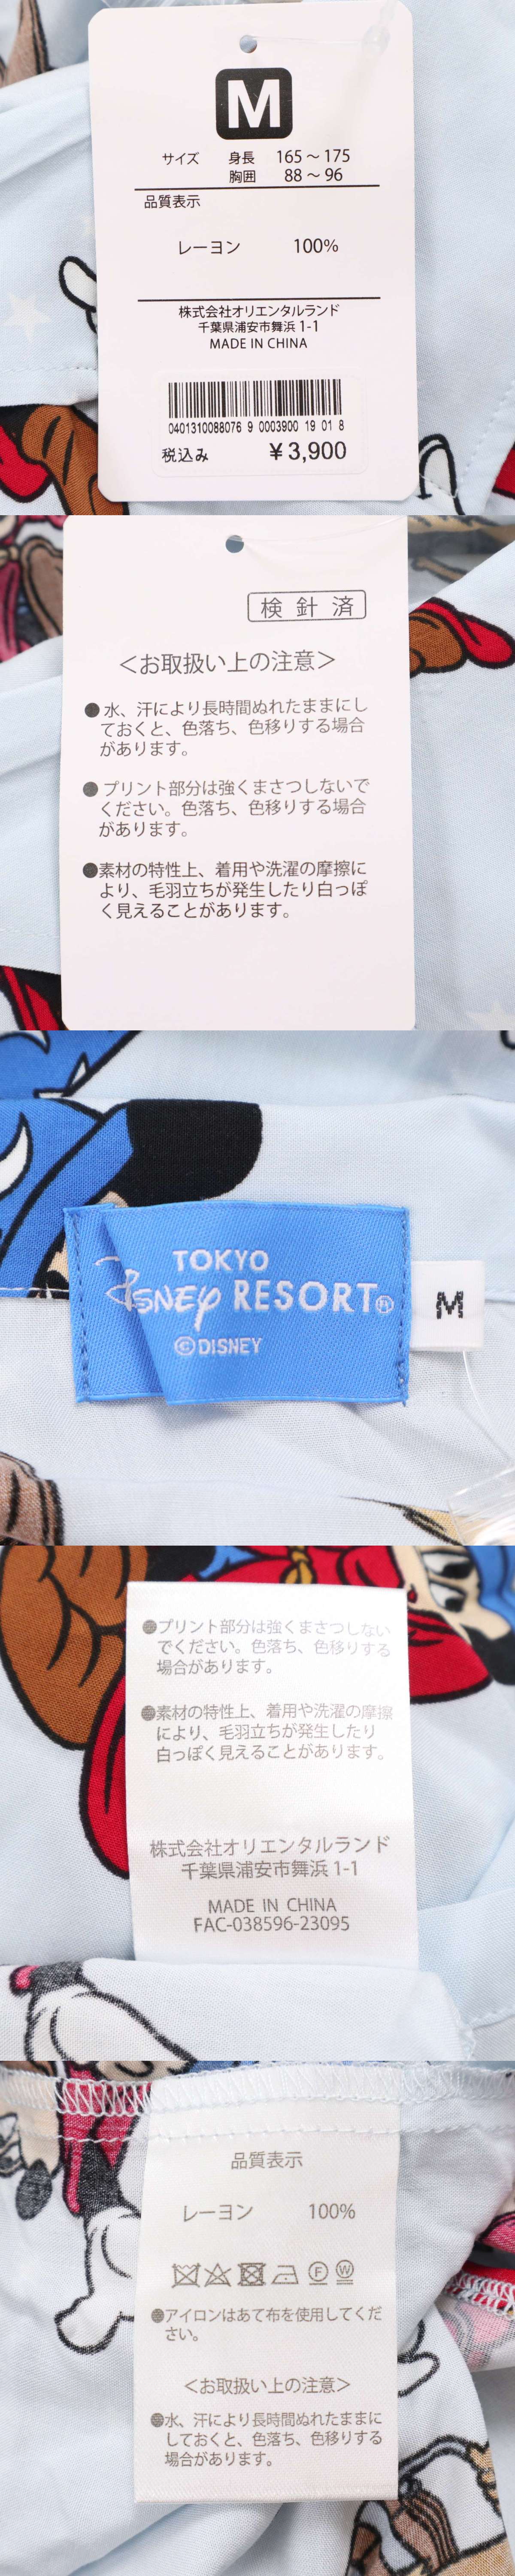 M
サイズ 身長 165～175
胸囲 88～96
品質表示
レーヨン 100%
株式会社オリエンタルランド
千葉県浦安市舞浜 1-1
MADE IN CHINA
0401310088076 9 0003900 19 01 8
税込み ¥3,900
検針済
＜お取扱い上の注意＞
●水、汗により長時間ぬれたままにし
ておくと、色落ち、色移りする場合
があります。
●プリント部分は強くまさつしないで
ください。色落ち、色移りする場合
があります。
●素材の特性上、着用や洗濯の摩擦に
より、毛羽立ちが発生したり白っぽ
く見えることがあります。
TOKYO
DISNEY RESORT®
©DISNEY
M
●プリント部分は強くまさつしない
でください。色落ち、色移りする
場合があります。
●素材の特性上、着用や洗濯の摩擦
により、毛羽立ちが発生したり
白っぽく見えることがあります。
株式会社オリエンタルランド
千葉県浦安市舞浜 1-1
MADE IN CHINA
FAC-038596-23095
品質表示
レーヨン 100%
F W
●アイロンはあて布を使用してくだ
さい。
＜お取扱い上の注意＞
●水、汗により長時間ぬれたままに
しておくと、色落ち、色移りする
場合があります。